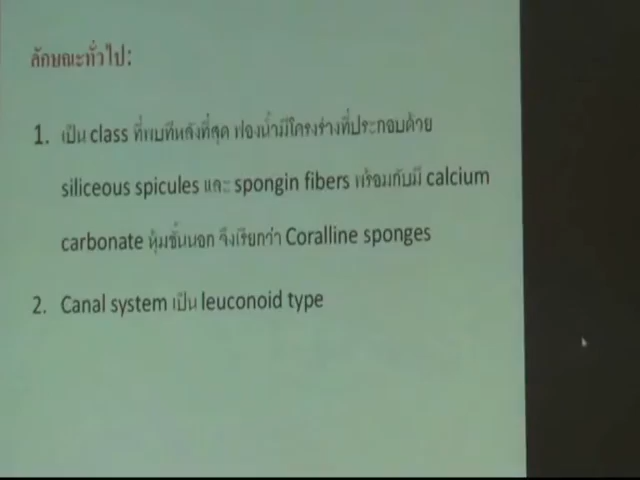 ลักษณะทั่วไป:
1. เป็น class ที่พบทีหลังที่สุด ฟองน้ำมีโครงร่างที่ประกอบด้วย
siliceous spicules และ spongin fibers พร้อมกับมี calcium
carbonate หุ้มชั้นนอก จึงเรียกว่า Coralline sponges
2. Canal system เป็น leuconoid type